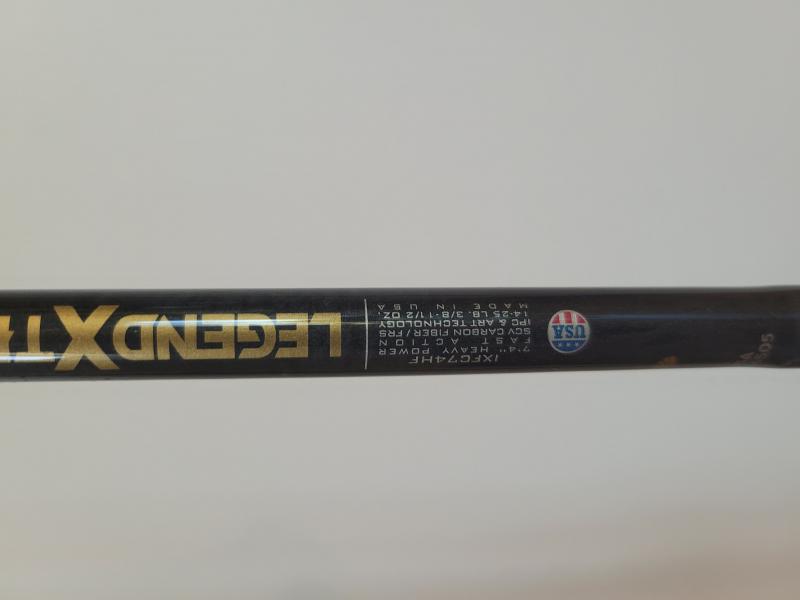 USA
IXFC74HF
7'4" HEAVY POWER
FAST ACTION
SCV CARBON FIBER/FRS
IPC & ART TECHNOLOGY
14-25 LB. 3/8-1 1/2 OZ.
MADE IN USA
LEGENDXT